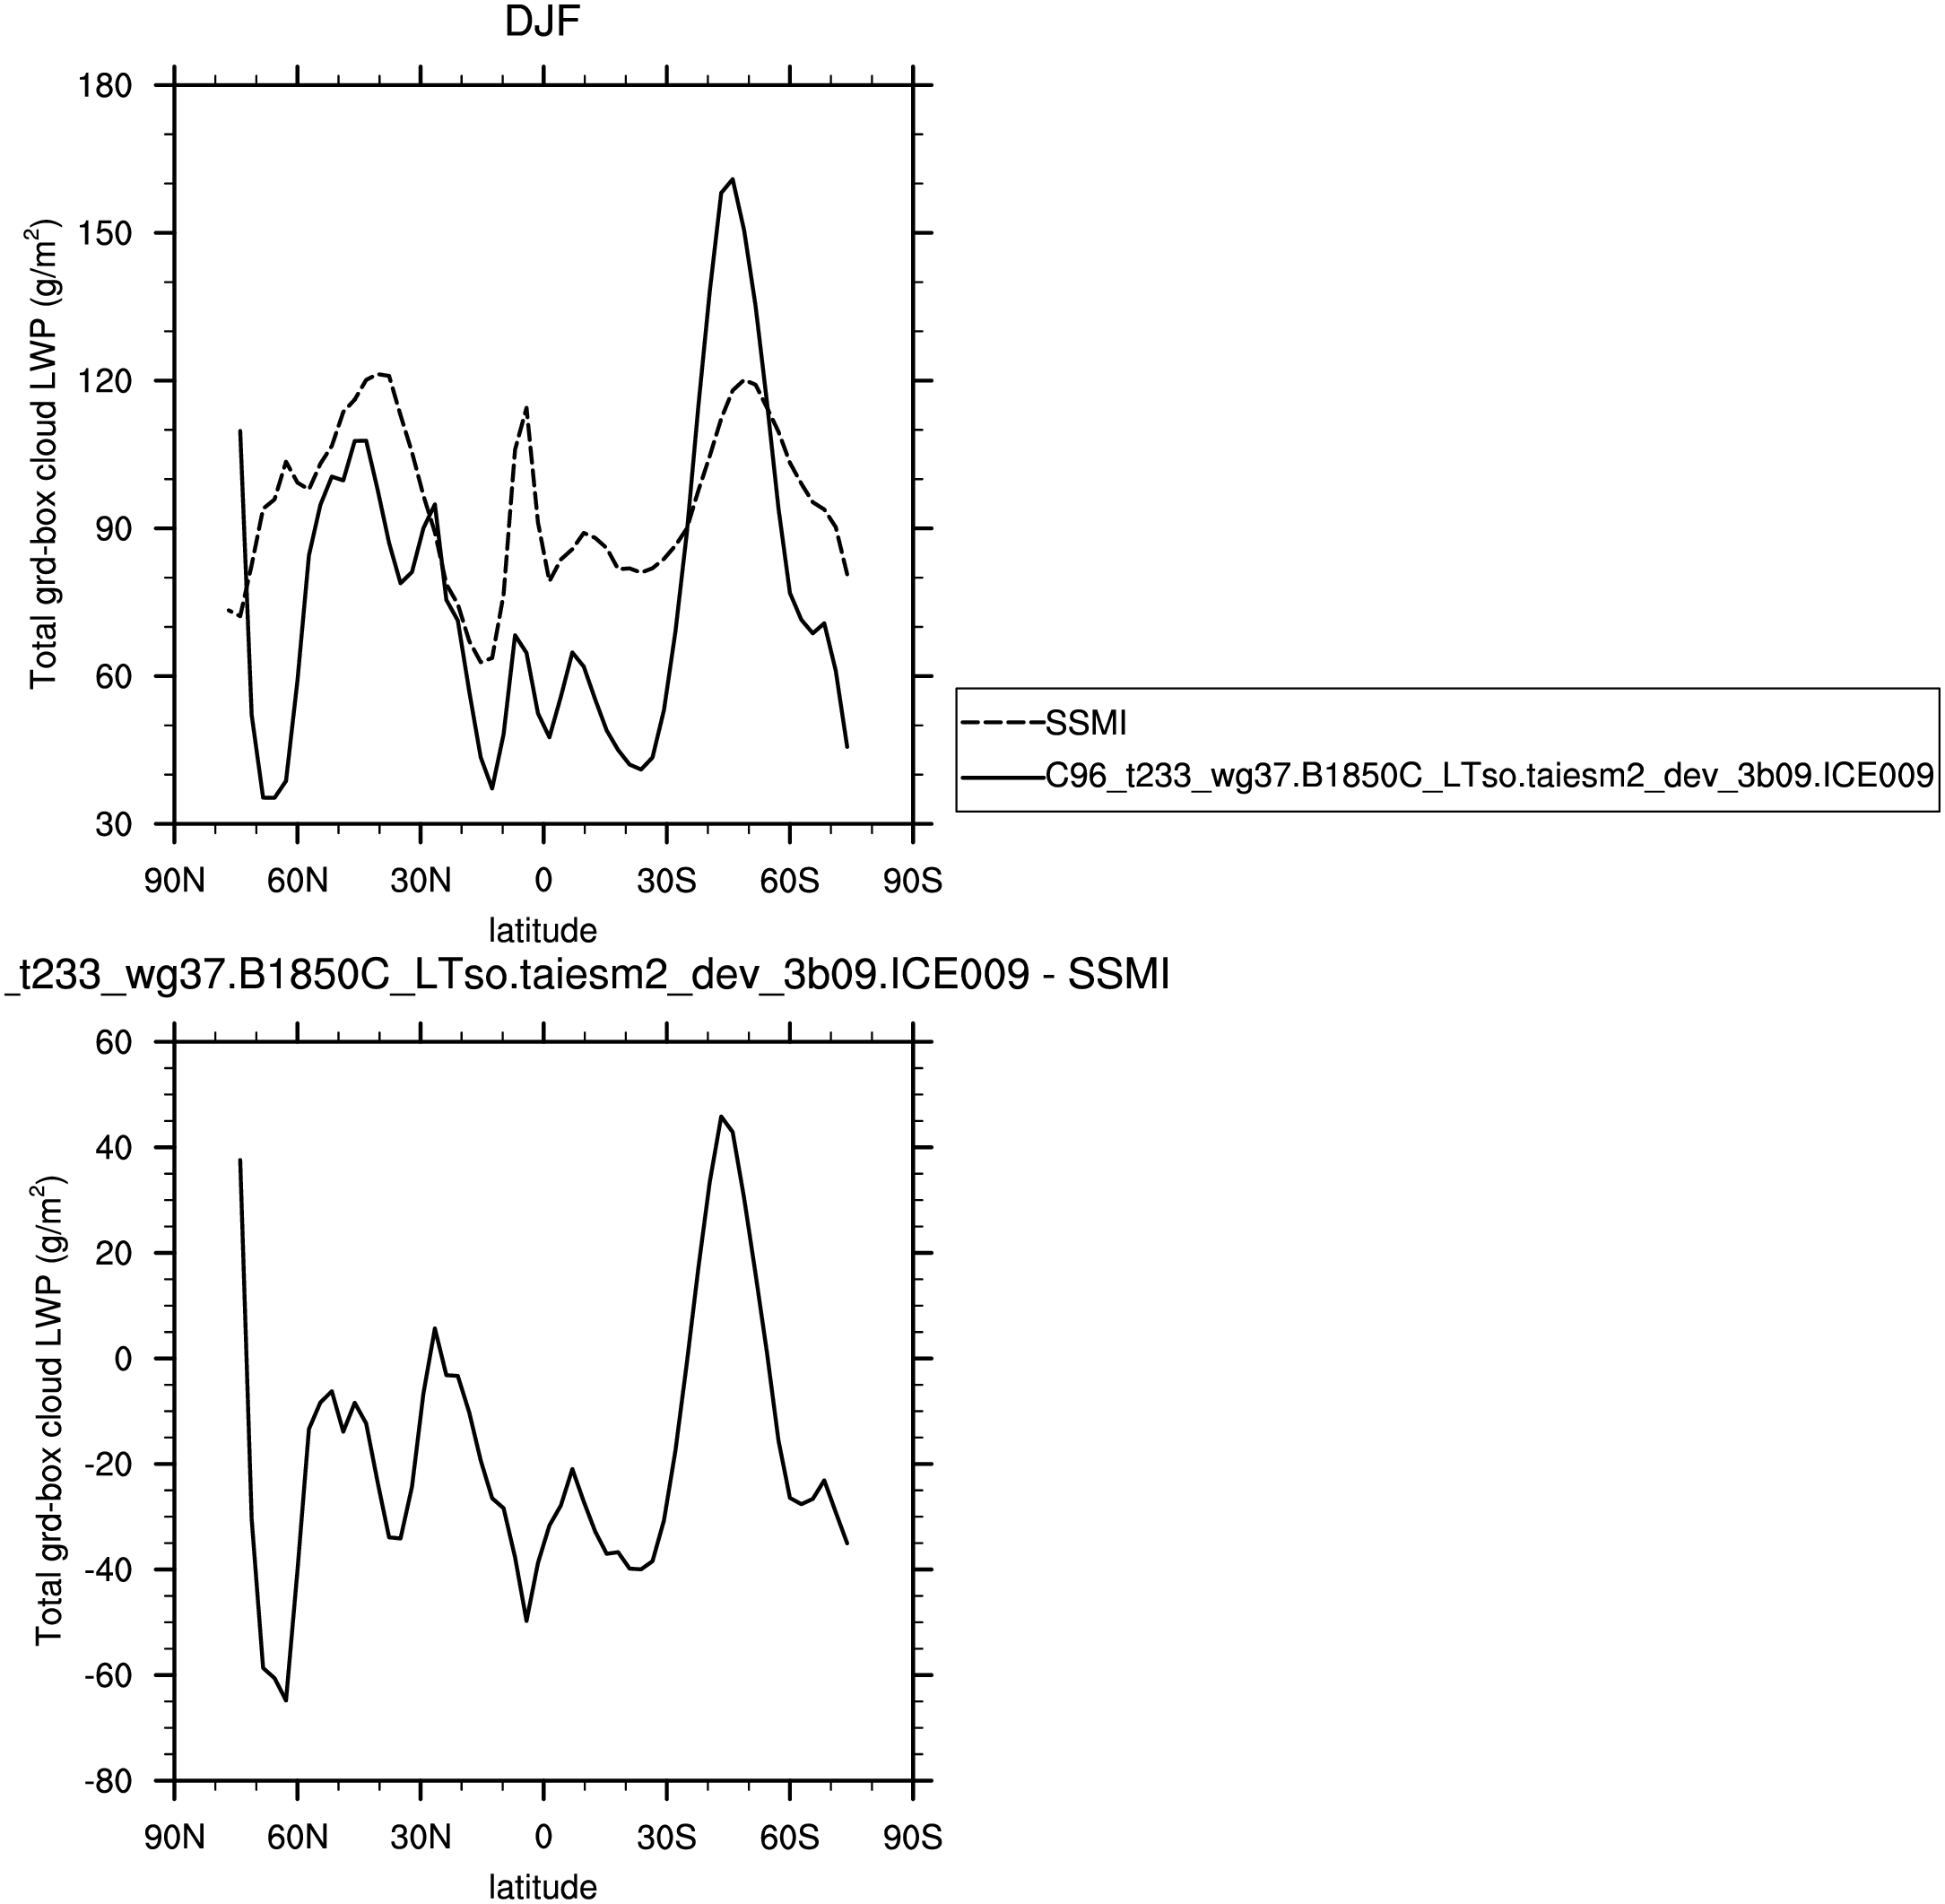 DJF
180
150
120
90
60
30
Total grd-box cloud LWP (g/m²)
90N 60N 30N 0 30S 60S 90S
latitude
SSMI
C96_t233_wg37.B1850C_LTso.taiesm2_dev_3b09.ICE009
_t233_wg37.B1850C_LTso.taiesm2_dev_3b09.ICE009 - SSMI
60
40
20
0
-20
-40
-60
-80
Total grd-box cloud LWP (g/m²)
90N 60N 30N 0 30S 60S 90S
latitude